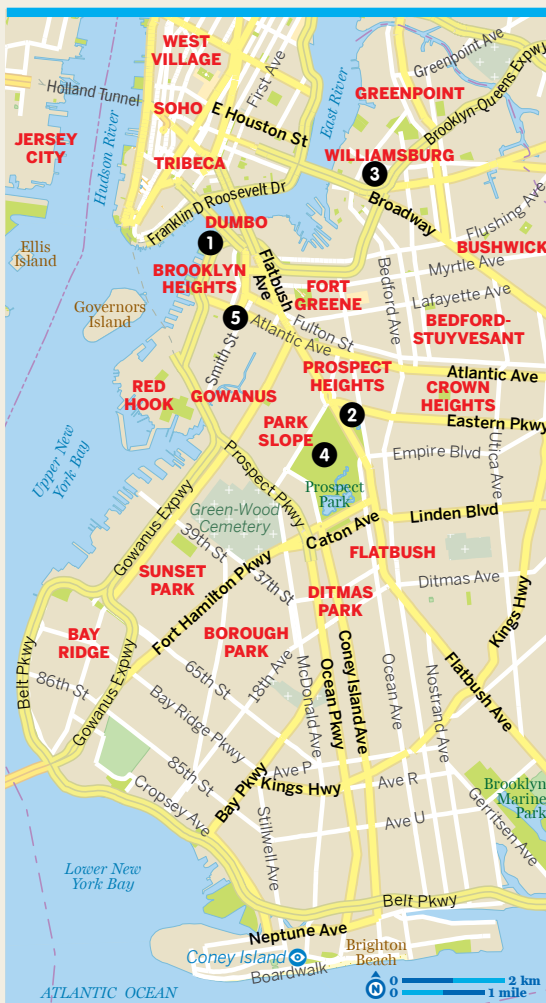 WEST
VILLAGE
Greenpoint Ave
First Ave
Holland Tunnel
SOHO
E Houston St
East River
GREENPOINT
Brooklyn-Queens Expwy
Hudson River
JERSEY
CITY
TRIBECA
WILLIAMSBURG
3
Franklin D Roosevelt Dr
Broadway
DUMBO
1
Flushing Ave
BUSHWICK
Ellis
Island
Flatbush
Ave
Myrtle Ave
BROOKLYN
HEIGHTS
FORT
GREENE
Bedford Ave
Lafayette Ave
Governors
Island
5
Fulton St
BEDFORD-
STUYVESANT
Atlantic Ave
Smith St
PROSPECT
HEIGHTS
Atlantic Ave
RED
HOOK
GOWANUS
CROWN
HEIGHTS
2
Eastern Pkwy
PARK
SLOPE
4
Upper New
York Bay
Prospect Pkwy
Empire Blvd
Utica Ave
Prospect
Park
Gowanus Expwy
Green-Wood
Cemetery
Linden Blvd
Caton Ave
39th St
FLATBUSH
SUNSET
PARK
Fort Hamilton Pkwy
37th St
Ditmas Ave
DITMAS
PARK
Kings Hwy
BAY
RIDGE
BOROUGH
PARK
Belt Pkwy
Gowanus Expwy
86th St
65th St
18th Ave
McDonald Ave
Ocean Pkwy
Coney Island Ave
Ocean Ave
Nostrand Ave
Flatbush Ave
Bay Ridge Pkwy
85th St
Ave P
Kings Hwy
Ave R
Bay Pkwy
Cropsey Ave
Stillwell Ave
Ave U
Gerritsen Ave
Brooklyn
Marine
Park
Lower New
York Bay
Belt Pkwy
Neptune Ave
Coney Island
Brighton
Beach
Boardwalk
ATLANTIC OCEAN
N
0 2 km
0 1 mile